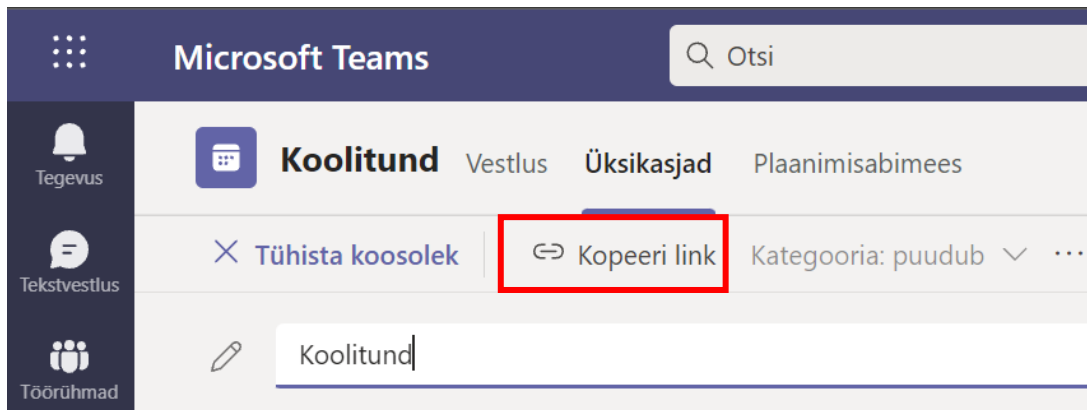 Microsoft Teams
Otsi
Tegevus
Koolitund Vestlus Üksikasjad Plaanimisabimees
Tühista koosolek Kopeeri link Kategooria: puudub ...
Tekstvestlus
Koolitund
Töörühmad